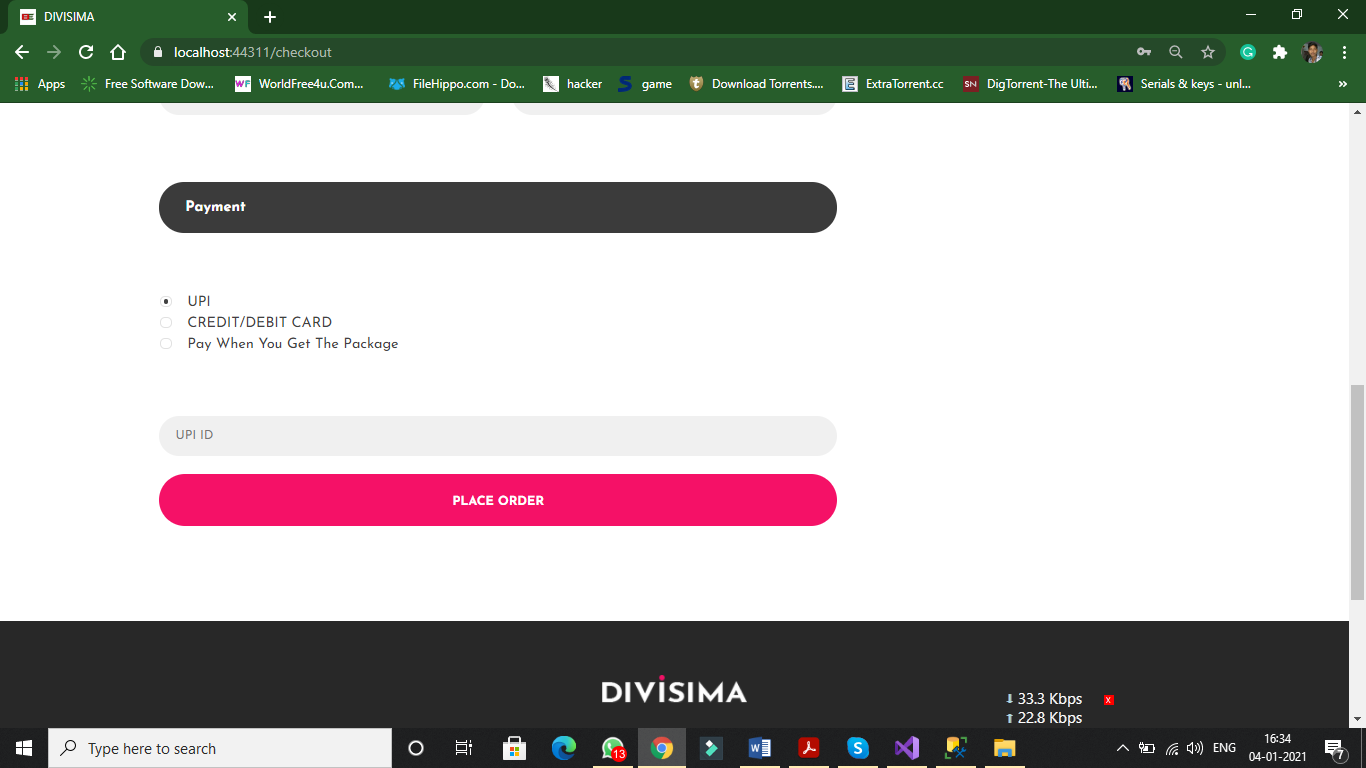 DIVISIMA
localhost:44311/checkout
Apps
Free Software Dow...
WF
WorldFree4u.Com...
FileHippo.com - Do...
hacker
S
game
t
Download Torrents....
E
ExtraTorrent.cc
SN
DigTorrent-The Ulti...
Serials & keys - unl...
»
Payment
UPI
CREDIT/DEBIT CARD
Pay When You Get The Package
UPI ID
PLACE ORDER
DIVISIMA
33.3 Kbps
X
22.8 Kbps
Type here to search
13
W
S
ENG
16:34
04-01-2021
7